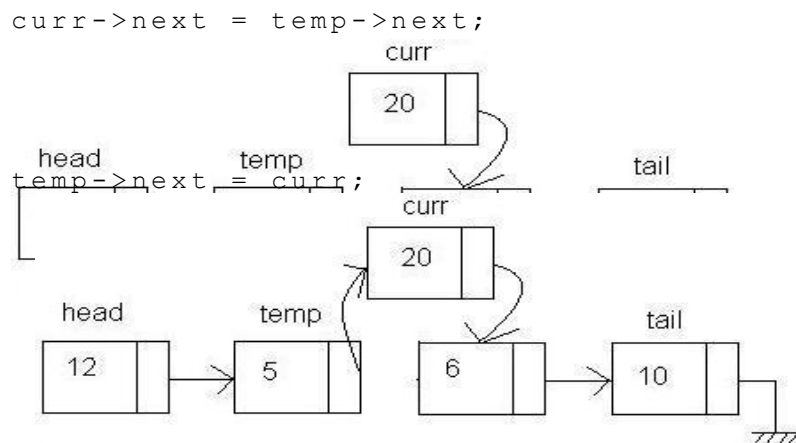 curr->next = temp->next;
curr
20
head temp tail
temp->next = curr;
curr
20
head temp tail
12 5 6 10